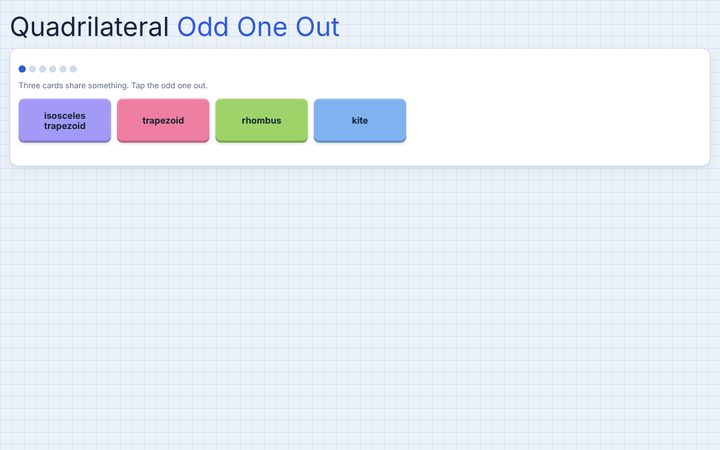 Quadrilateral Odd One Out
Three cards share something. Tap the odd one out.
isosceles
trapezoid
trapezoid
rhombus
kite